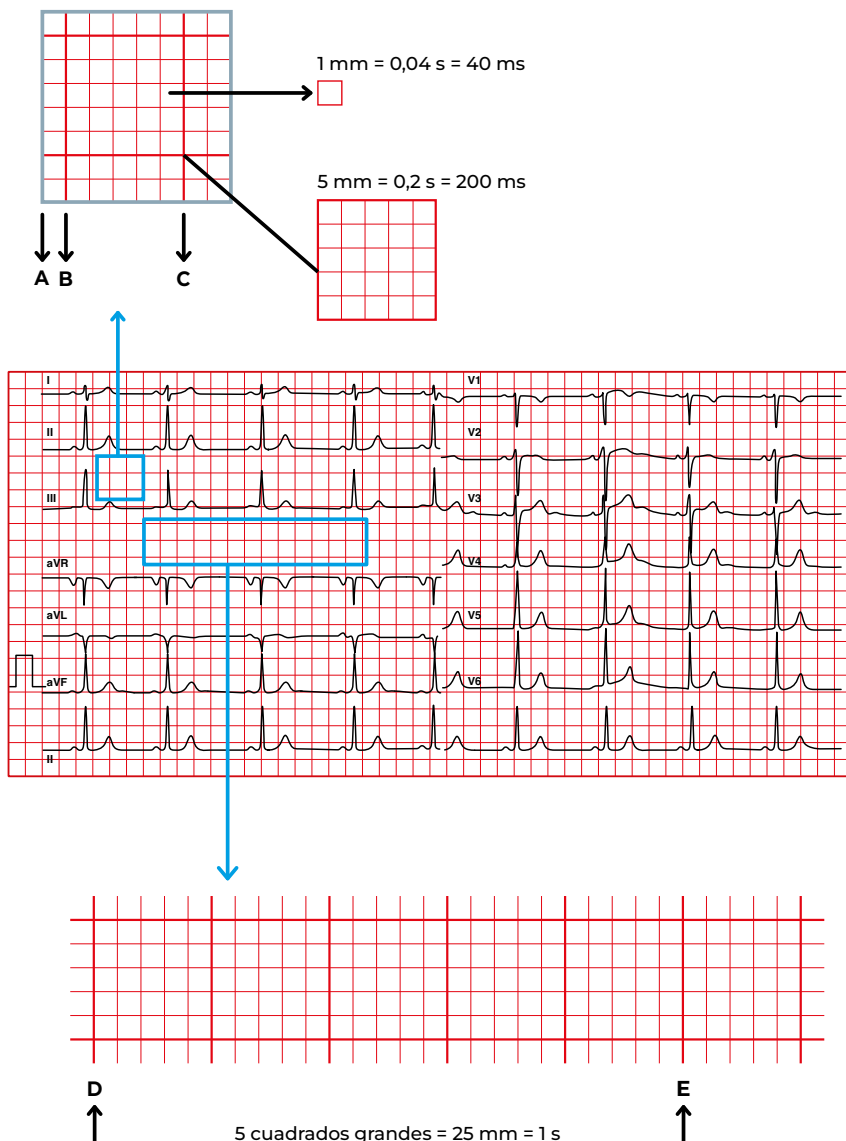 1 mm = 0,04 s = 40 ms
5 mm = 0,2 s = 200 ms
A B C
I V1
II V2
III V3
aVR V4
aVL V5
aVF V6
II
D E
5 cuadrados grandes = 25 mm = 1 s